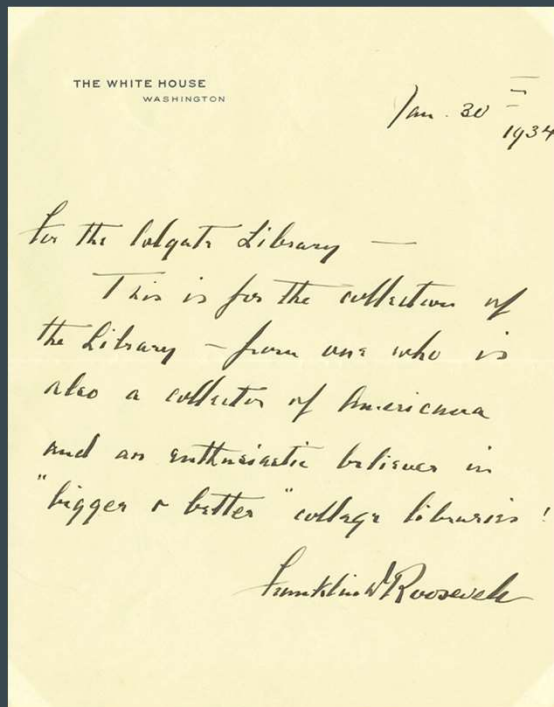 THE WHITE HOUSE
WASHINGTON
Jan. 30
1934
For the Colgate Library —
This is for the collection of
the Library – from one who is
also a collector of Americana
and an enthusiastic believer in
"bigger & better" college libraries!
Franklin D Roosevelt